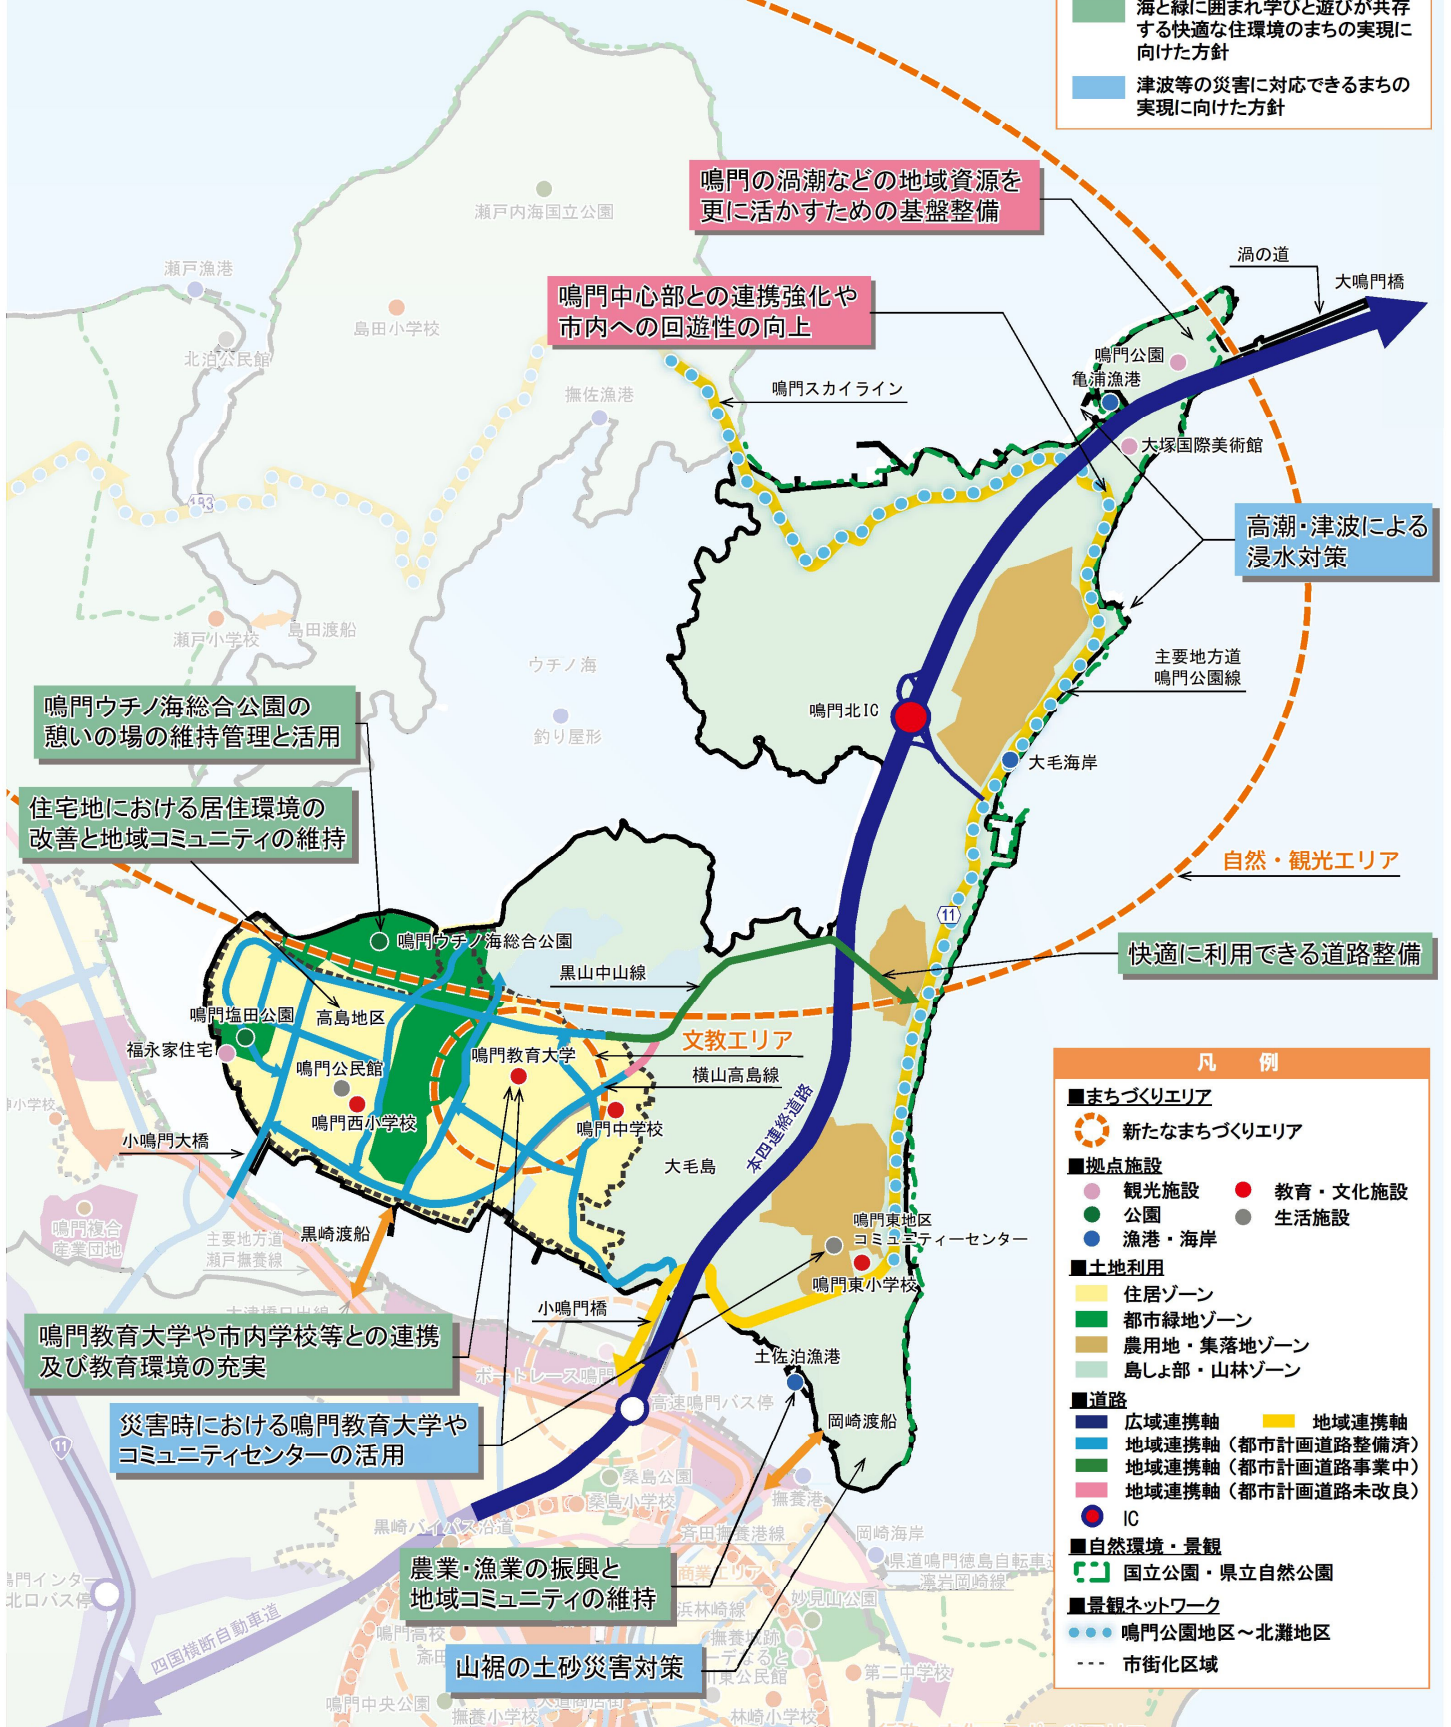 海と緑に囲まれ学びと遊びが共存
する快適な住環境のまちの実現に
向けた方針
津波等の災害に対応できるまちの
実現に向けた方針
鳴門の渦潮などの地域資源を
更に活かすための基盤整備
瀬戸内海国立公園
渦の道
大鳴門橋
瀬戸漁港
鳴門中心部との連携強化や
市内への回遊性の向上
島田小学校
北泊公民館
鳴門公園
亀浦漁港
鳴門スカイライン
撫佐漁港
大塚国際美術館
183
高潮・津波による
浸水対策
瀬戸小学校
島田渡船
ウチノ海
主要地方道
鳴門公園線
鳴門ウチノ海総合公園の
憩いの場の維持管理と活用
鳴門北IC
釣り屋形
大毛海岸
住宅地における居住環境の
改善と地域コミュニティの維持
自然・観光エリア
11
鳴門ウチノ海総合公園
快適に利用できる道路整備
黒山中山線
鳴門塩田公園
高島地区
文教エリア
福永家住宅
鳴門教育大学
鳴門公民館
横山高島線
鳴門西小学校
鳴門中学校
小鳴門大橋
本四連絡道路
大毛島
鳴門複合
産業団地
主要地方道
瀬戸撫養線
黒崎渡船
鳴門東地区
コミュニティーセンター
鳴門東小学校
小鳴門橋
鳴門教育大学や市内学校等との連携
及び教育環境の充実
ボートレース鳴門
土佐泊漁港
高速鳴門バス停
災害時における鳴門教育大学や
コミュニティセンターの活用
岡崎渡船
11
桑島公園
桑島小学校
撫養港
黒崎バイパス沿道
斉田撫養港線
岡崎海岸
農業・漁業の振興と
地域コミュニティの維持
商業エリア
県道鳴門徳島自転車道
浜林崎線
妙見山公園
四国横断自動車道
鳴門高校
撫養城跡
山裾の土砂災害対策
第二中学校
鳴門中央公園
撫養小学校
林崎小学校
凡 例
■まちづくりエリア
新たなまちづくりエリア
■拠点施設
観光施設
教育・文化施設
公園
生活施設
漁港・海岸
■土地利用
住居ゾーン
都市緑地ゾーン
農用地・集落地ゾーン
島しょ部・山林ゾーン
■道路
広域連携軸
地域連携軸
地域連携軸（都市計画道路整備済）
地域連携軸（都市計画道路事業中）
地域連携軸（都市計画道路未改良）
IC
■自然環境・景観
国立公園・県立自然公園
■景観ネットワーク
鳴門公園地区～北灘地区
市街化区域